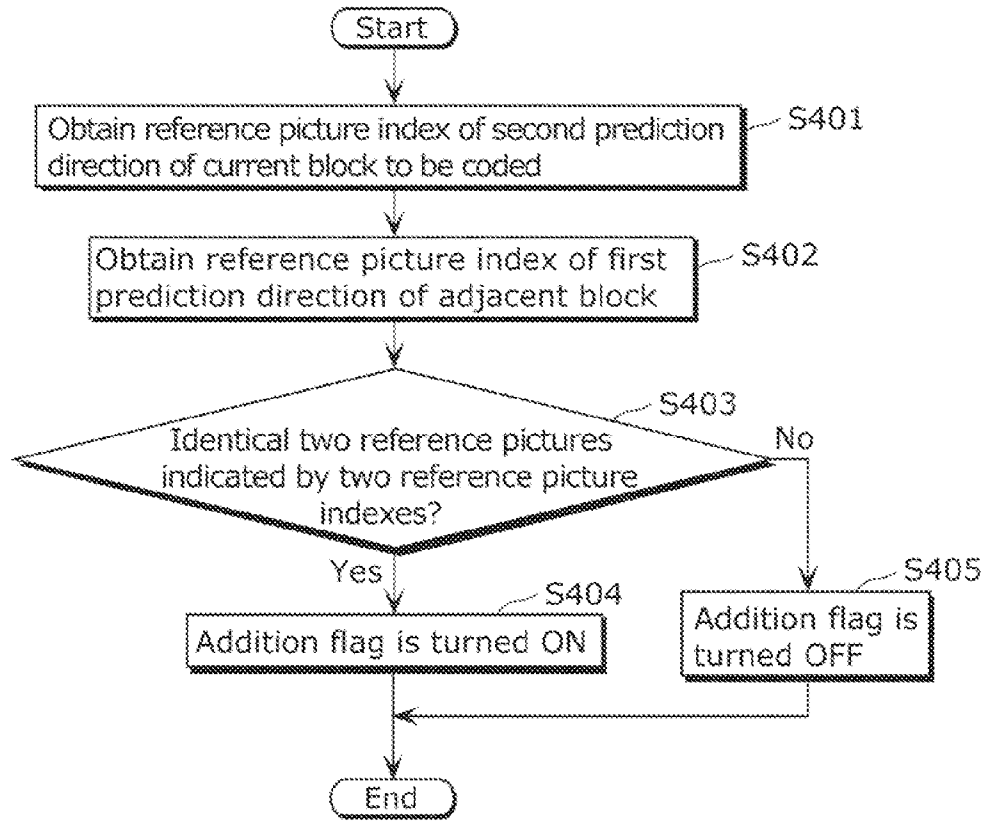 Start
Obtain reference picture index of second prediction
direction of current block to be coded
S401
Obtain reference picture index of first
prediction direction of adjacent block
S402
S403
Identical two reference pictures
indicated by two reference picture
indexes?
No
Yes
S404
Addition flag is turned ON
S405
Addition flag is
turned OFF
End